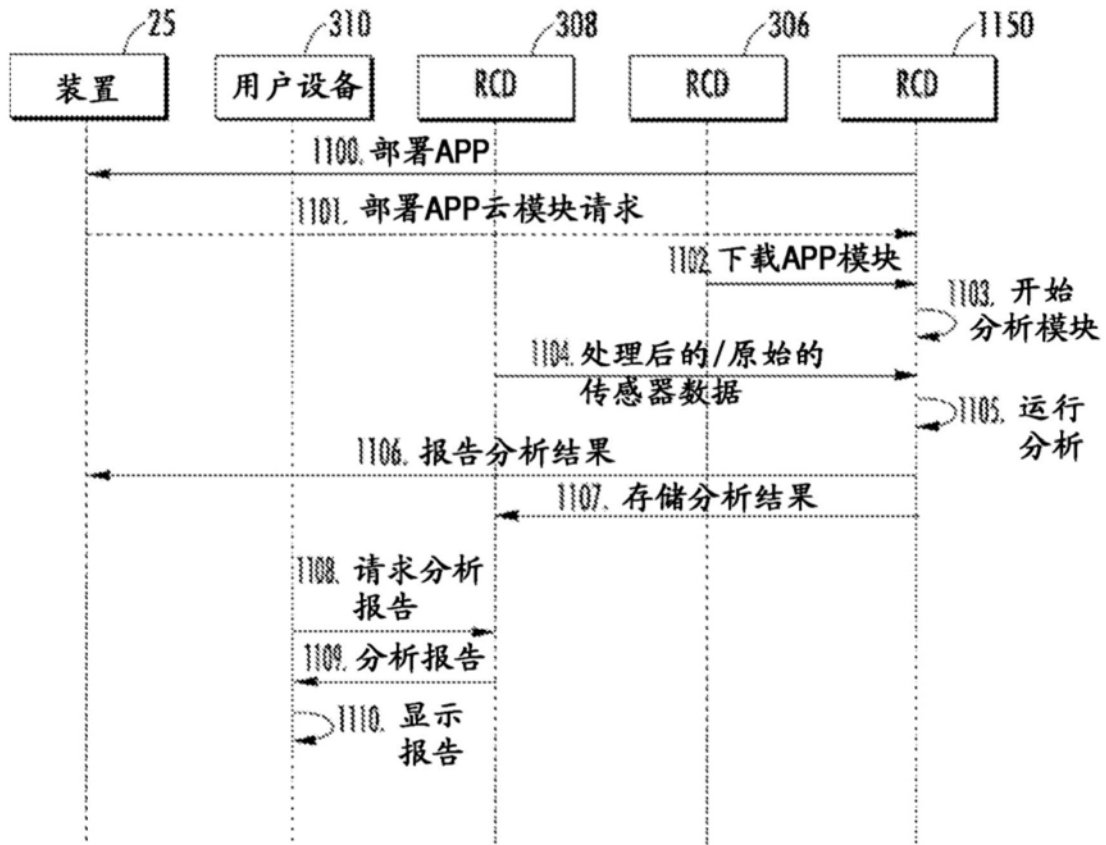 25
310
308
306
1150
装置
用户设备
RCD
RCD
RCD
1100. 部署APP
1101. 部署APP云模块请求
1102. 下载APP模块
1103. 开始
分析模块
1104. 处理后的/原始的
传感器数据
1105. 运行
分析
1106. 报告分析结果
1107. 存储分析结果
1108. 请求分析
报告
1109. 分析报告
1110. 显示
报告